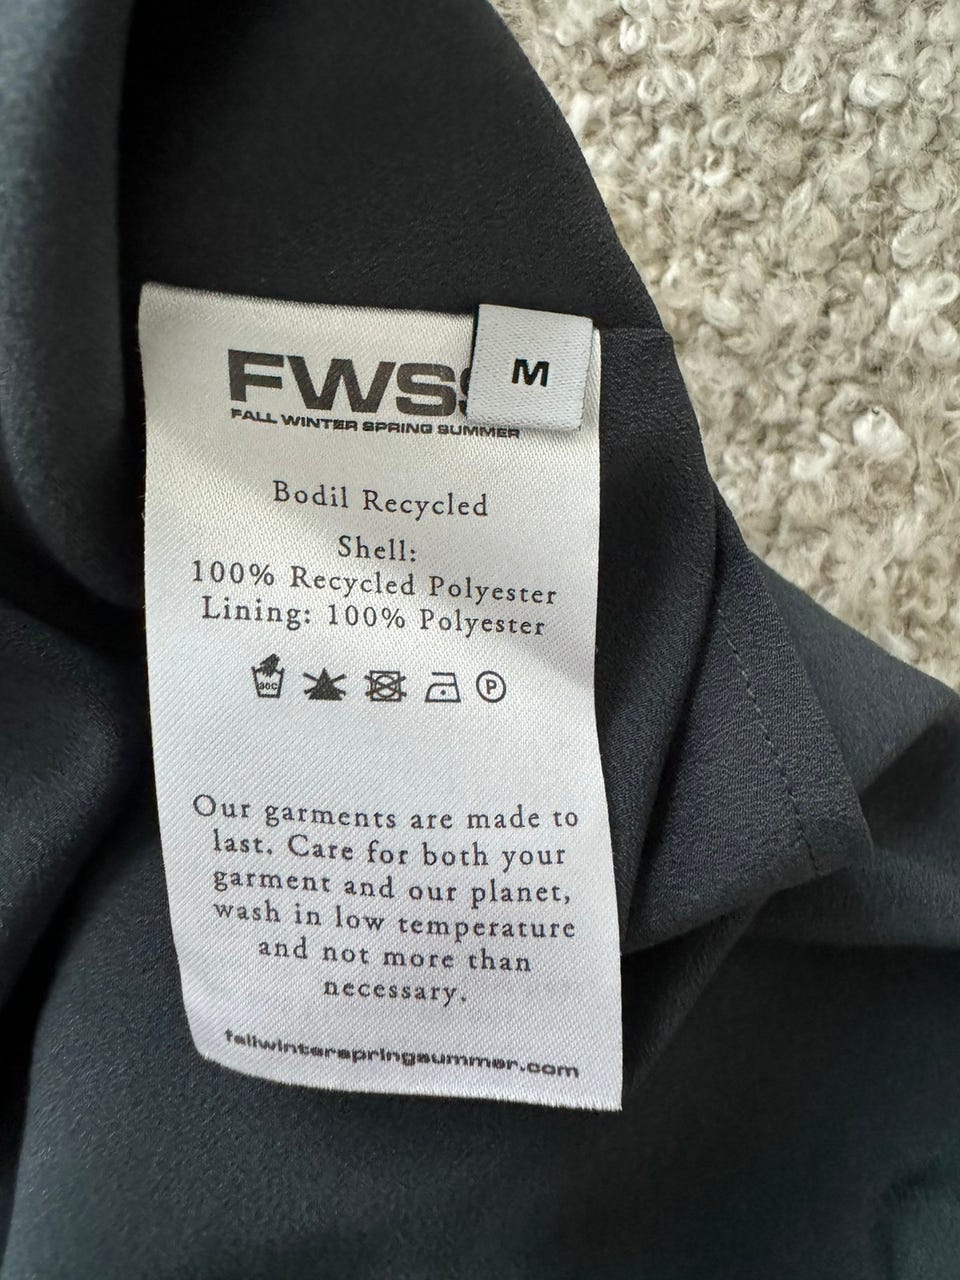 FWSS
M
FALL WINTER SPRING SUMMER
Bodil Recycled
Shell:
100% Recycled Polyester
Lining: 100% Polyester
30C
P
Our garments are made to
last. Care for both your
garment and our planet,
wash in low temperature
and not more than
necessary.
fallwinterspringsummer.com